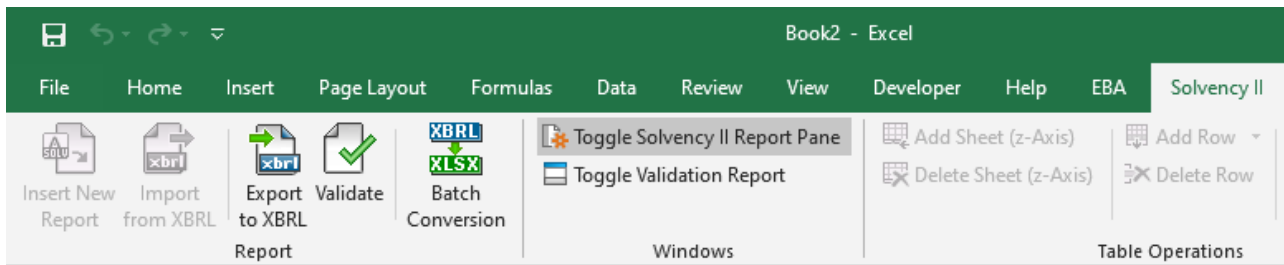 Book2 - Excel
File Home Insert Page Layout Formulas Data Review View Developer Help EBA Solvency II
SOLV
xbrl
xbrl
XBRL
XLSX
Insert New
Report
Import
from XBRL
Export
to XBRL
Validate
Batch
Conversion
Report
Toggle Solvency II Report Pane
Toggle Validation Report
Windows
Add Sheet (z-Axis)
Delete Sheet (z-Axis)
Add Row
Delete Row
Table Operations